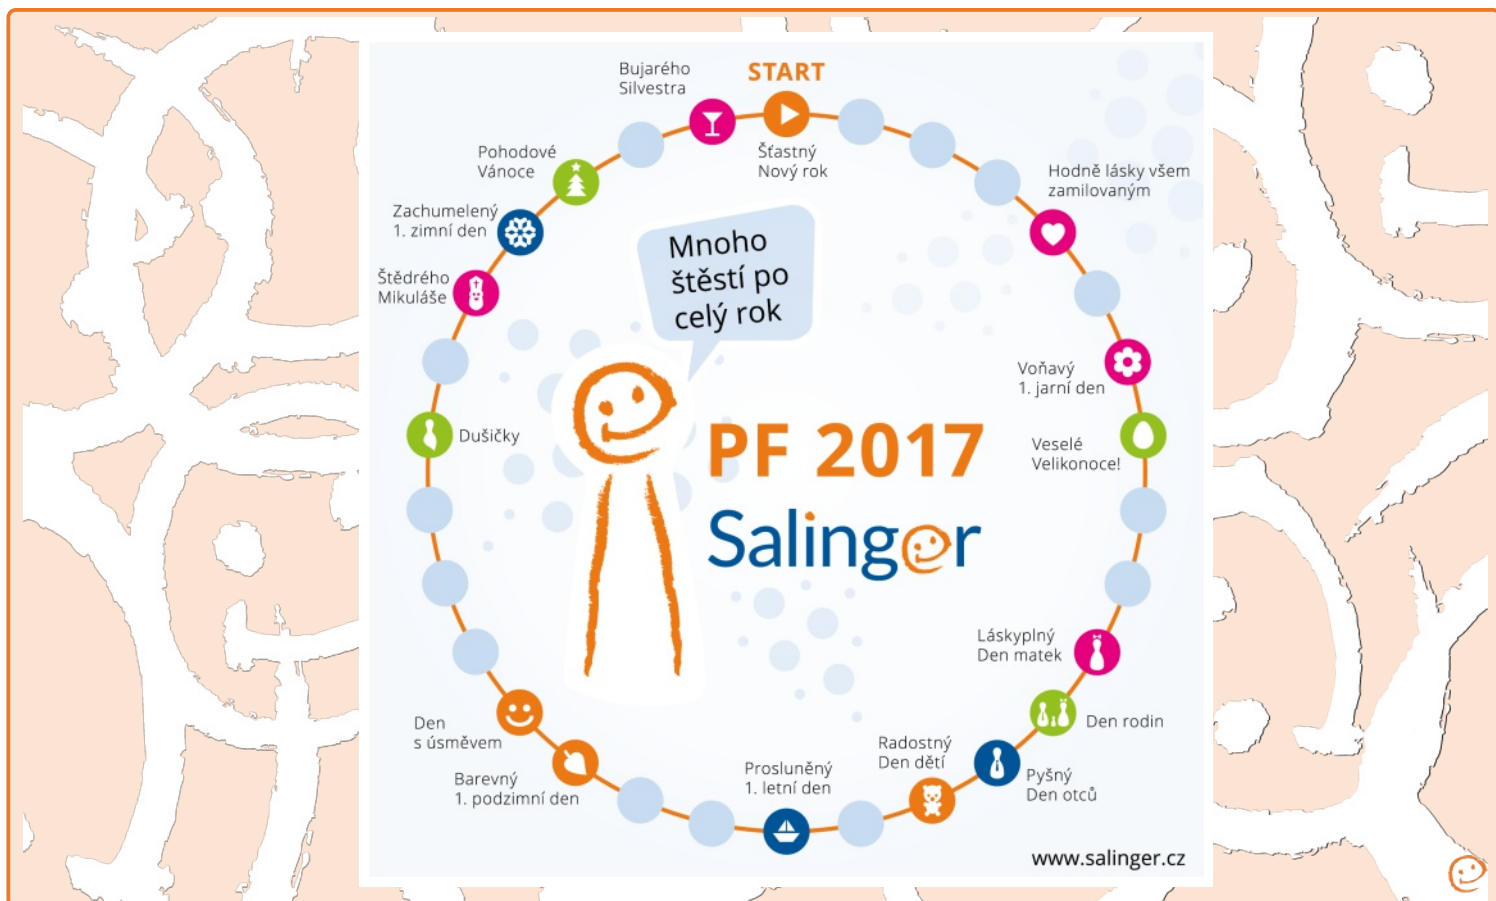 START
Šťastný
Nový rok
Hodně lásky všem
zamilovaným
Voňavý
1. jarní den
Veselé
Velikonoce!
Láskyplný
Den matek
Den rodin
Pyšný
Den otců
Radostný
Den dětí
Prosluněný
1. letní den
Barevný
1. podzimní den
Den
s úsměvem
Dušičky
Štědrého
Mikuláše
Zachumelený
1. zimní den
Pohodové
Vánoce
Bujarého
Silvestra
Mnoho
štěstí po
celý rok
PF 2017
Salinger
www.salinger.cz